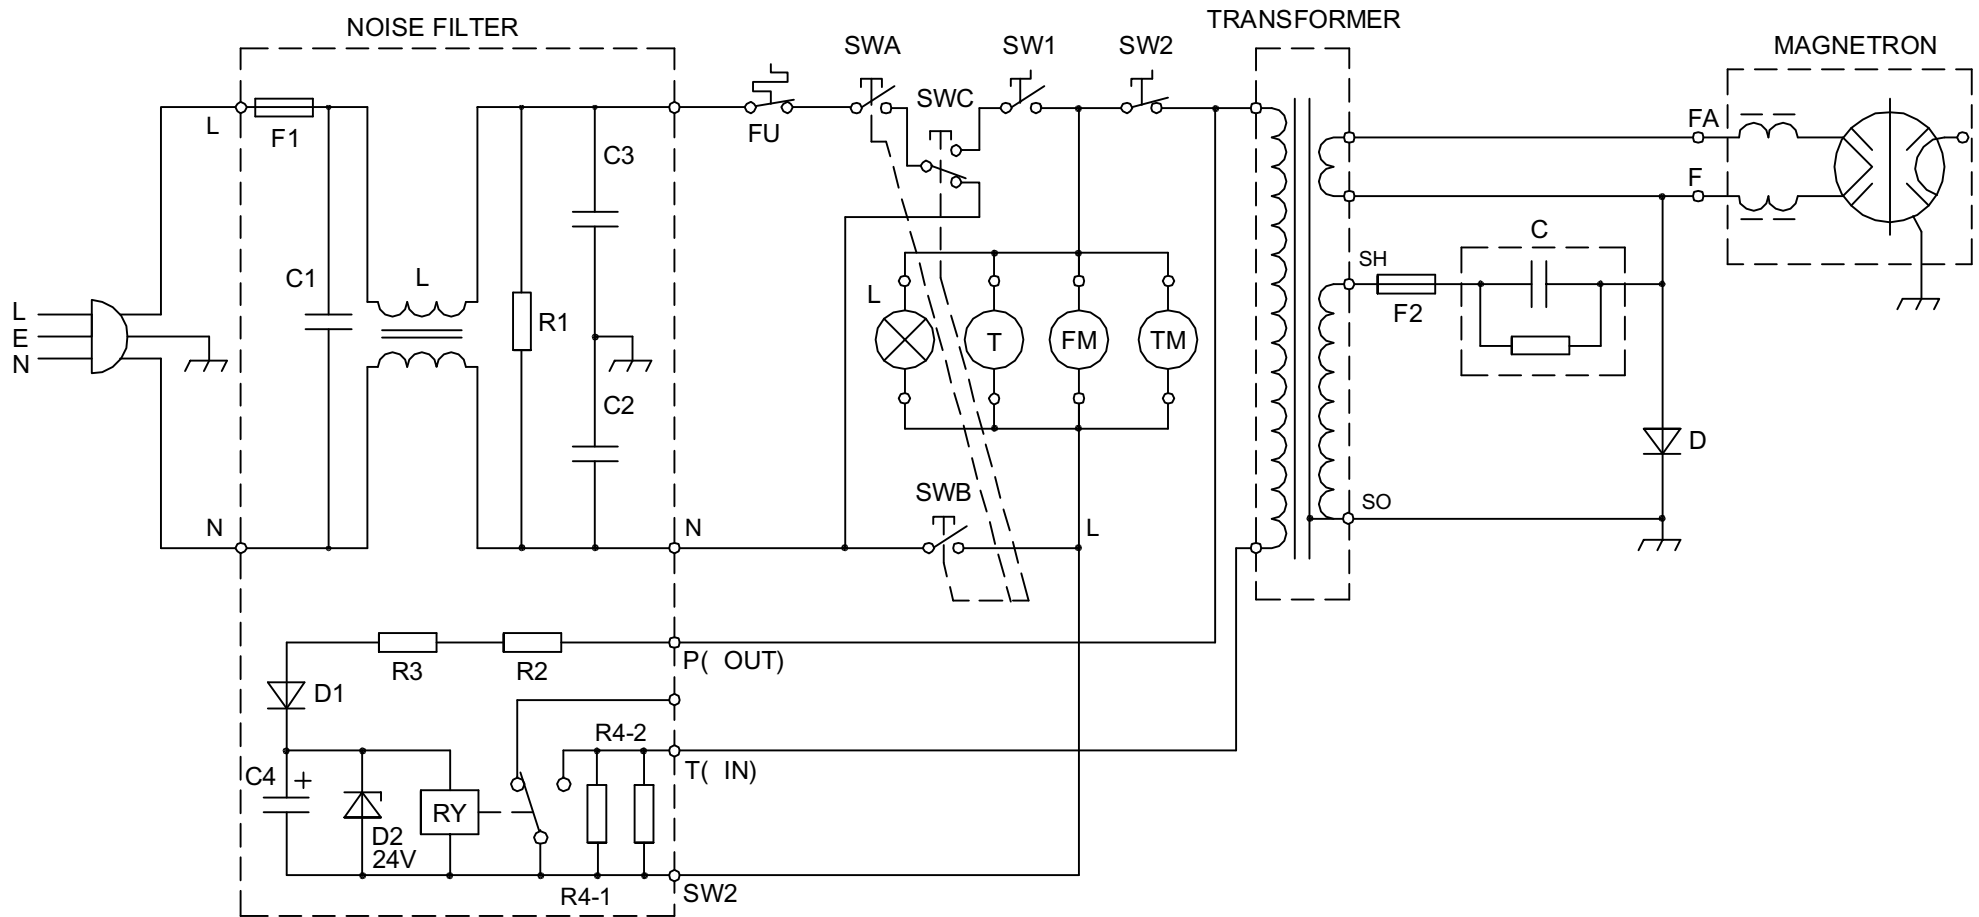 NOISE FILTER
TRANSFORMER
MAGNETRON
SWA
SW1
SW2
SWC
L
F1
FU
C3
FA
F
C
SH
F2
C1
L
R1
L
E
N
L
T
FM
TM
C2
D
SO
SWB
N
N
L
P( OUT)
R3
R2
D1
R4-2
T( IN)
C4
+
RY
D2
24V
R4-1
SW2